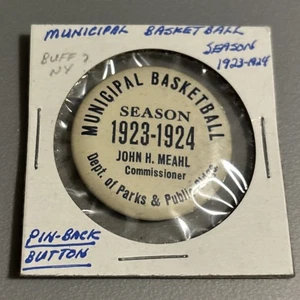 MUNICIPAL BASKETBALL
SEASON
1923-1924
BUFF ?
NY
MUNICIPAL BASKETBALL
SEASON
1923-1924
JOHN H. MEAHL
Commissioner
Dept. of Parks & Public
PIN-BACK
BUTTON